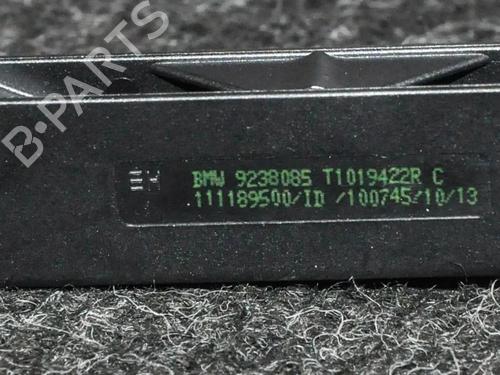 B·PARTS
BMW 9238085 T1019422R C
111189500/ID /100745/10/13